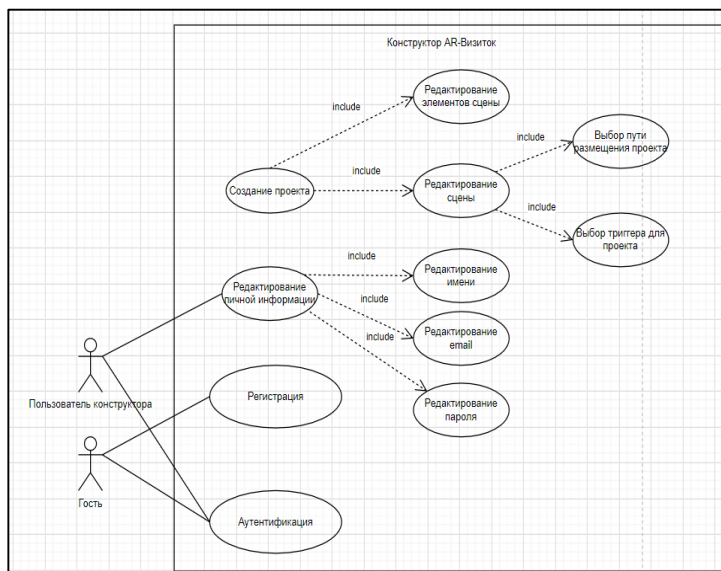 Конструктор AR-Визиток
Редактирование
элементов сцены
include
include
Выбор пути
размещения проекта
Создание проекта
include
Редактирование
сцены
include
Выбор триггера для
проекта
include
Редактирование
имени
Редактирование
личной информации
include
include
Редактирование
email
Пользователь конструктора
Регистрация
Редактирование
пароля
Гость
Аутентификация